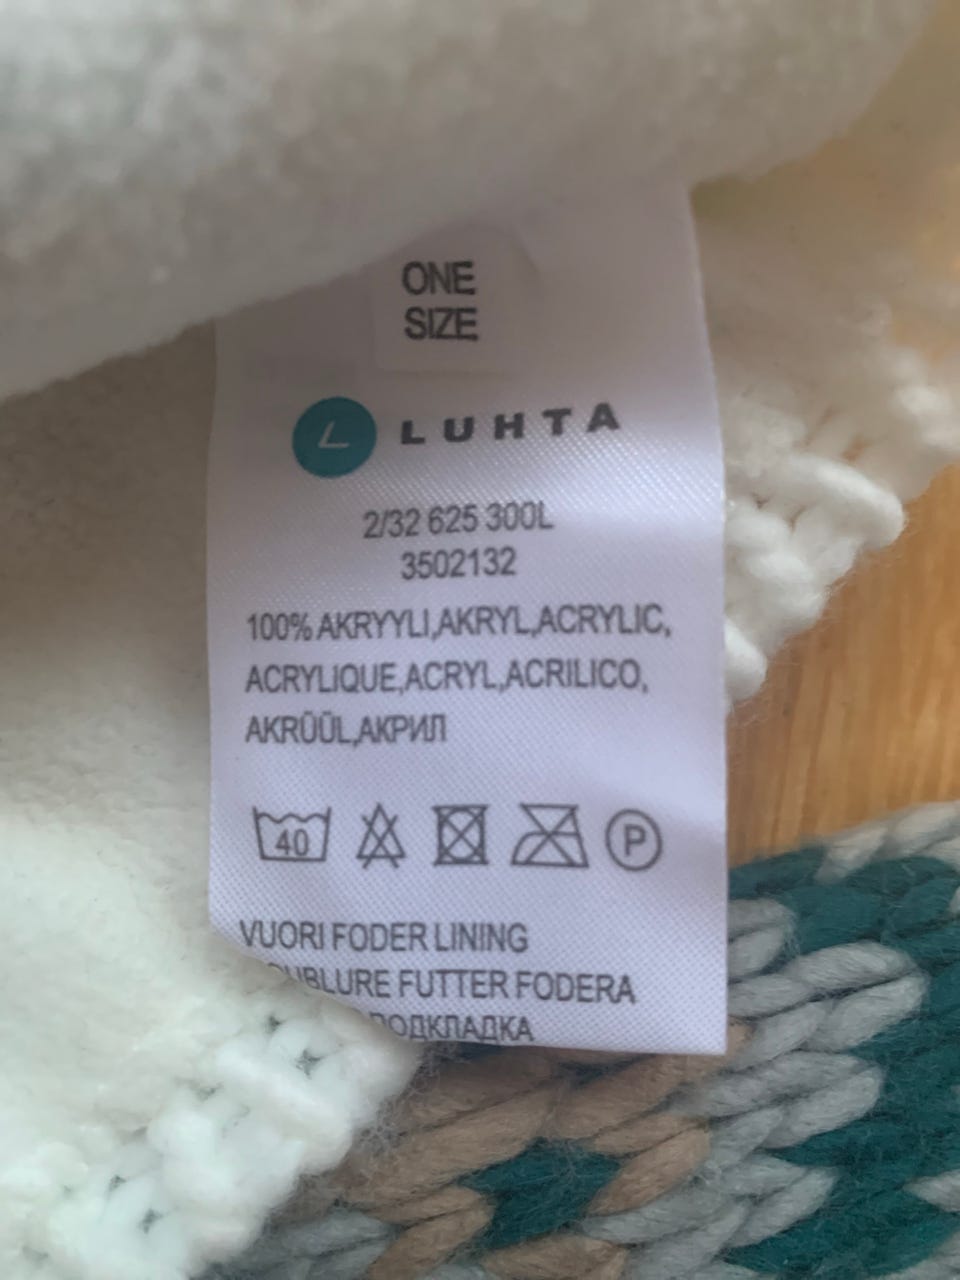 ONE
SIZE
L LUHTA
2/32 625 300L
3502132
100% AKRYYLI,AKRYL,ACRYLIC,
ACRYLIQUE,ACRYL,ACRILICO,
AKRÜÜL,АКРИЛ
40 P
VUORI FODER LINING
FUTTER FODERA